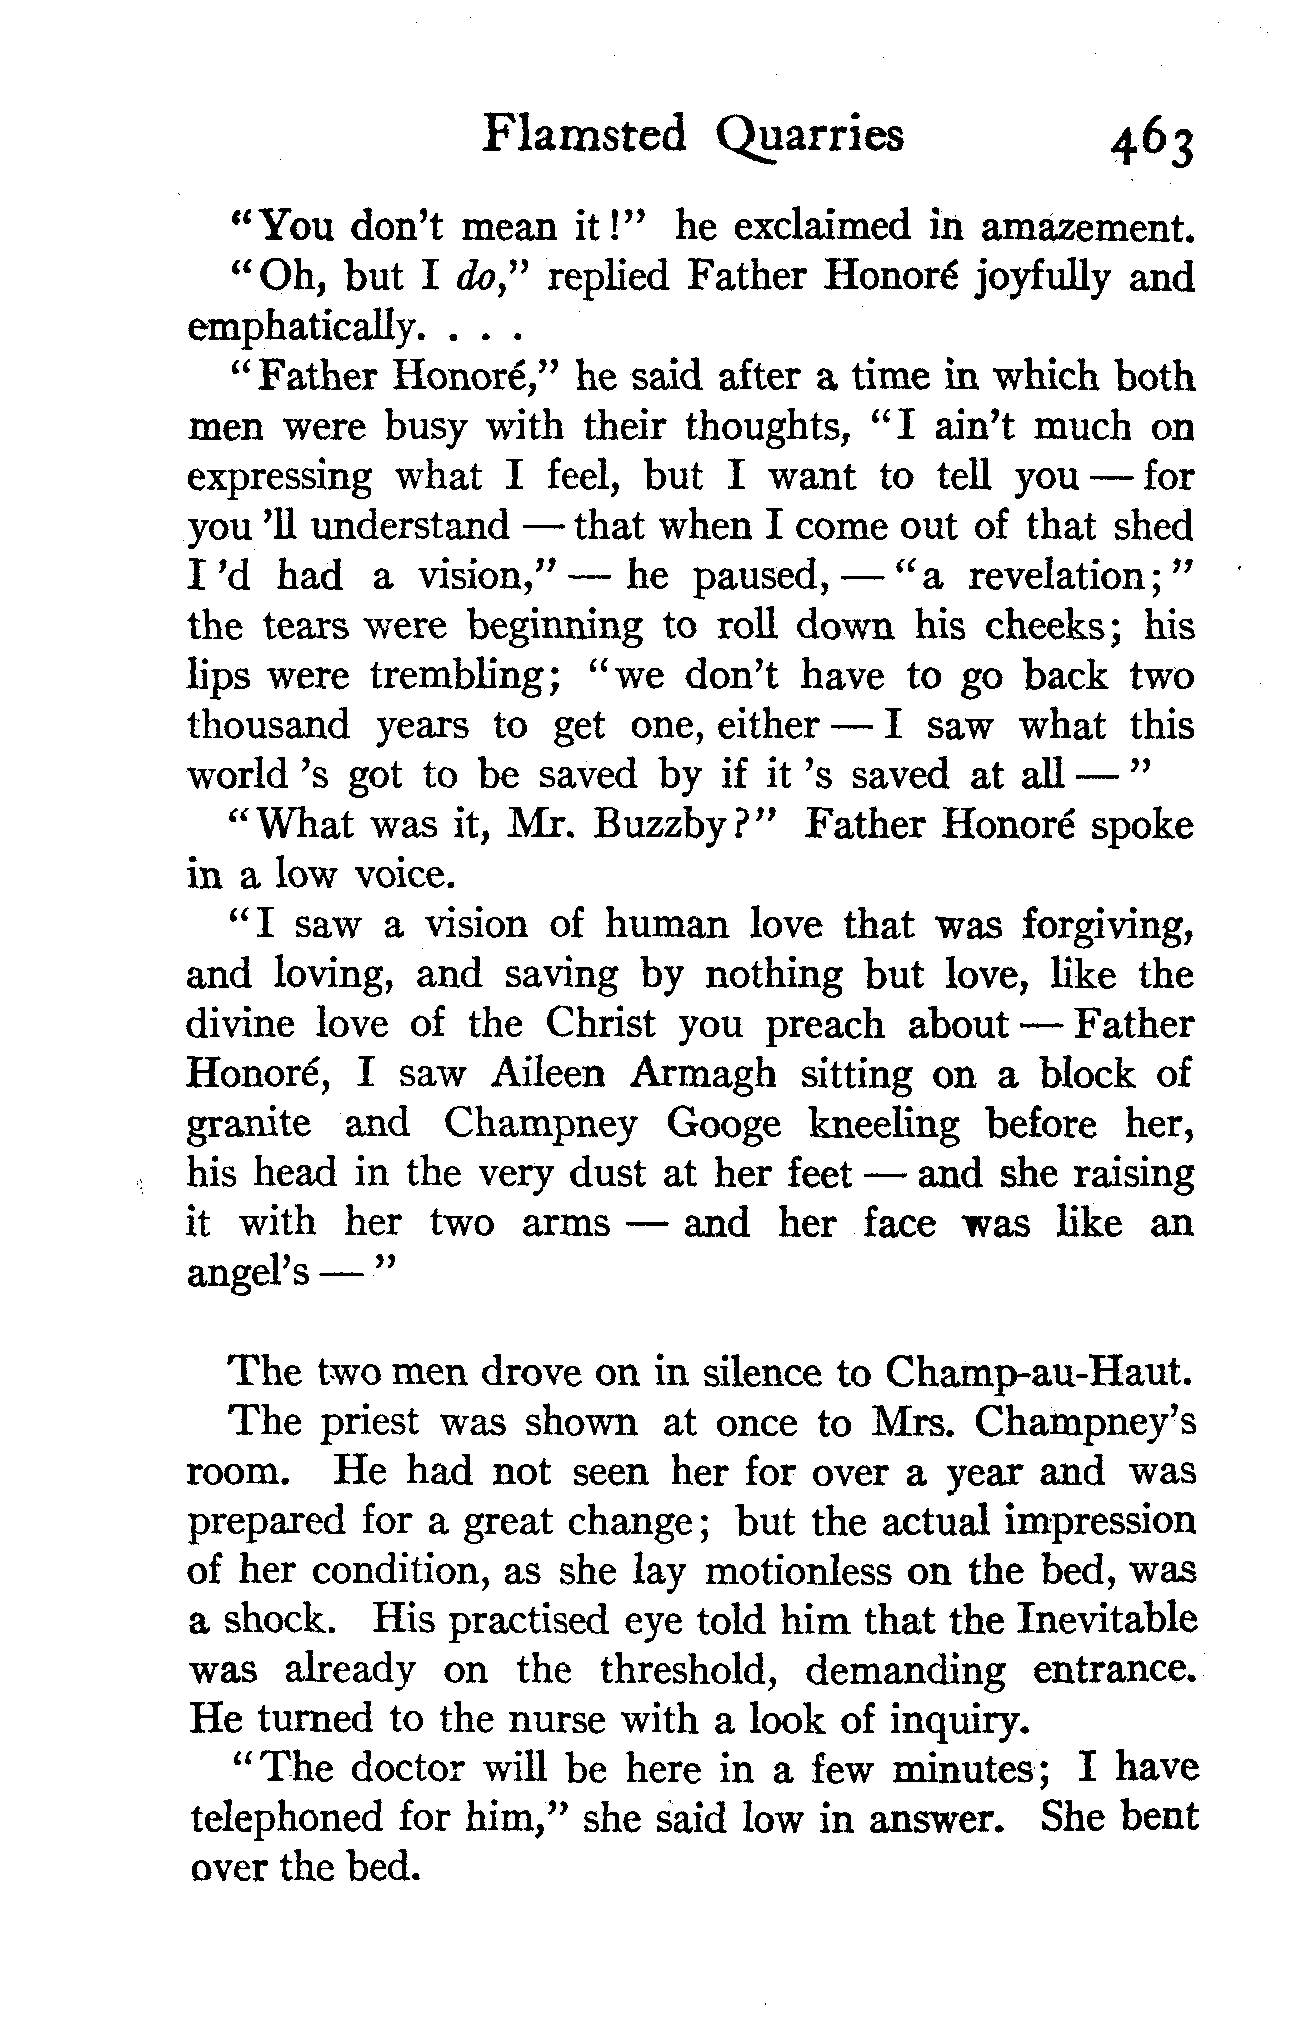 Flamsted Quarries 463
"You don't mean it!" he exclaimed in amazement.
"Oh, but I do," replied Father Honoré joyfully and
emphatically. . . .
"Father Honoré," he said after a time in which both
men were busy with their thoughts, "I ain't much on
expressing what I feel, but I want to tell you — for
you 'll understand — that when I come out of that shed
I 'd had a vision," — he paused, — "a revelation;"
the tears were beginning to roll down his cheeks; his
lips were trembling; "we don't have to go back two
thousand years to get one, either — I saw what this
world 's got to be saved by if it 's saved at all — "
"What was it, Mr. Buzzby?" Father Honoré spoke
in a low voice.
"I saw a vision of human love that was forgiving,
and loving, and saving by nothing but love, like the
divine love of the Christ you preach about — Father
Honoré, I saw Aileen Armagh sitting on a block of
granite and Champney Googe kneeling before her,
his head in the very dust at her feet — and she raising
it with her two arms — and her face was like an
angel's — "
The two men drove on in silence to Champ-au-Haut.
The priest was shown at once to Mrs. Champney's
room. He had not seen her for over a year and was
prepared for a great change; but the actual impression
of her condition, as she lay motionless on the bed, was
a shock. His practised eye told him that the Inevitable
was already on the threshold, demanding entrance.
He turned to the nurse with a look of inquiry.
"The doctor will be here in a few minutes; I have
telephoned for him," she said low in answer. She bent
over the bed.